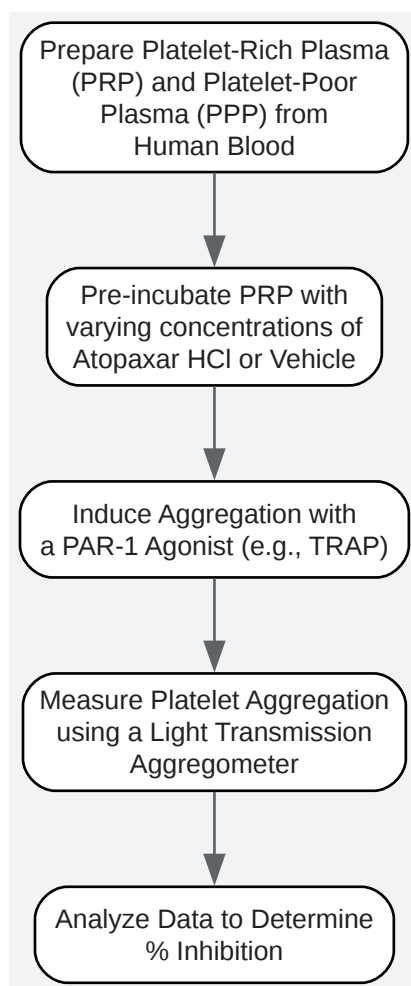 Prepare Platelet-Rich Plasma
(PRP) and Platelet-Poor
Plasma (PPP) from
Human Blood
Pre-incubate PRP with
varying concentrations of
Atopaxar HCl or Vehicle
Induce Aggregation with
a PAR-1 Agonist (e.g., TRAP)
Measure Platelet Aggregation
using a Light Transmission
Aggregometer
Analyze Data to Determine
% Inhibition